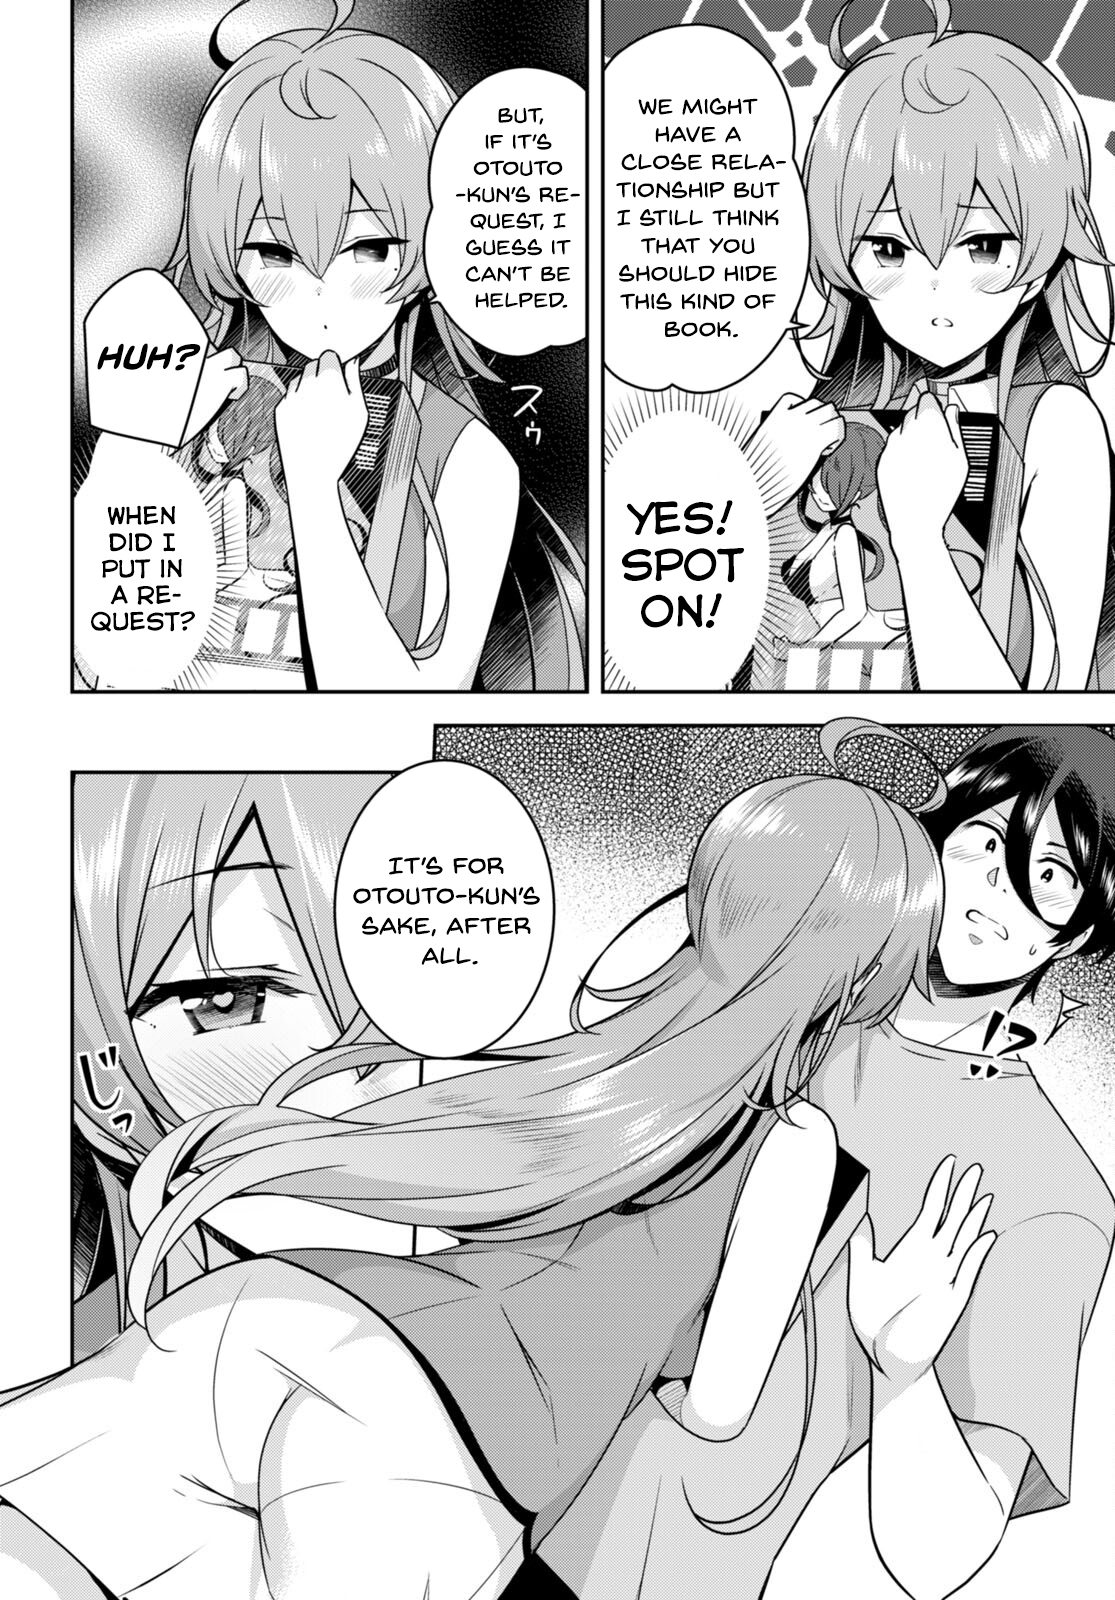 WE MIGHT
HAVE A
CLOSE RELA-
TIONSHIP BUT
I STILL THINK
THAT YOU
SHOULD HIDE
THIS KIND OF
BOOK.
YES!
SPOT
ON!
BUT,
IF IT'S
OTOUTO
-KUN'S RE-
QUEST, I
GUESS IT
CAN'T BE
HELPED.
HUH?
スゥ
WHEN
DID I
PUT IN
A RE-
QUEST?
IT'S FOR
OTOUTO-KUN'S
SAKE, AFTER
ALL.
!?
じっ